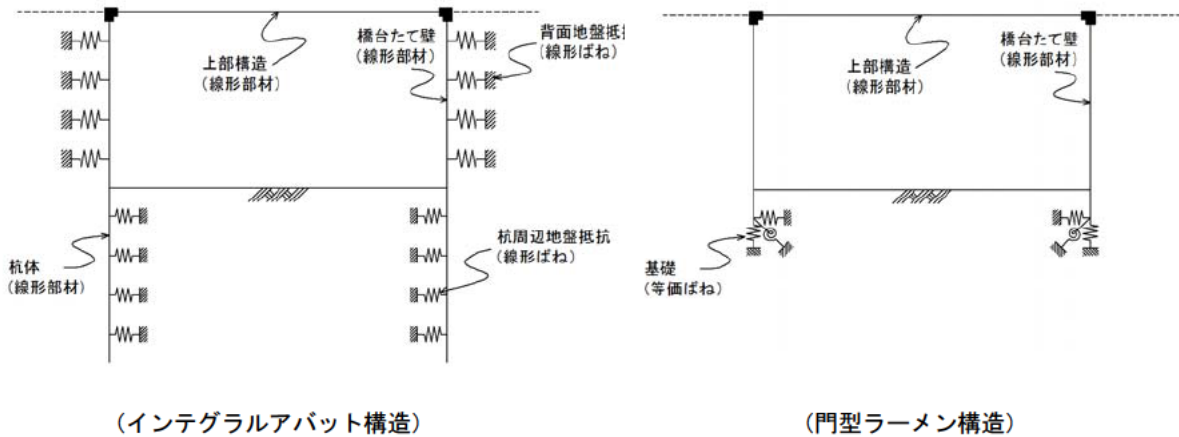 上部構造
(線形部材)
橋台たて壁
(線形部材)
背面地盤抵
(線形ばね)
杭体
(線形部材)
杭周辺地盤抵抗
(線形ばね)
(インテグラルアバット構造)
上部構造
(線形部材)
橋台たて壁
(線形部材)
基礎
(等価ばね)
(門型ラーメン構造)